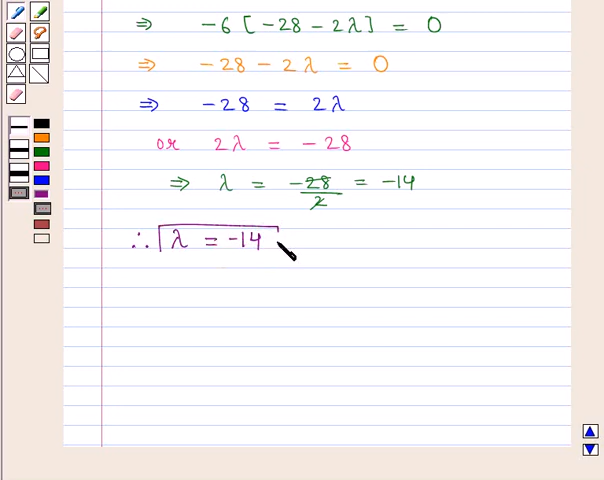 ⇒ -6 [ -28 - 2λ ] = 0
⇒ -28 - 2λ = 0
⇒ -28 = 2λ
or 2λ = -28
⇒ λ = -28/2 = -14
∴ λ = -14